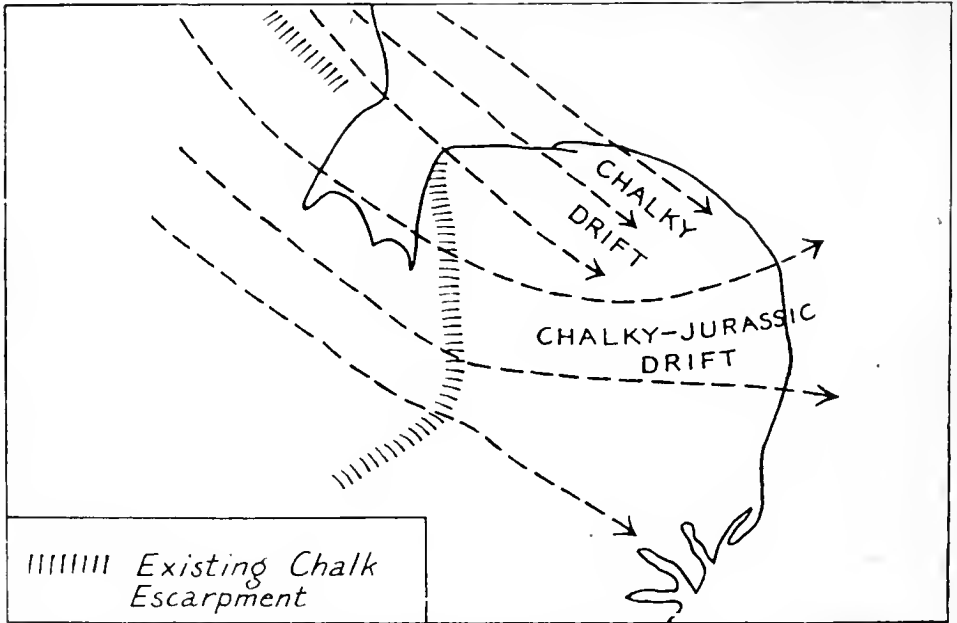 CHALKY
DRIFT
CHALKY-JURASSIC
DRIFT
Existing Chalk
Escarpment